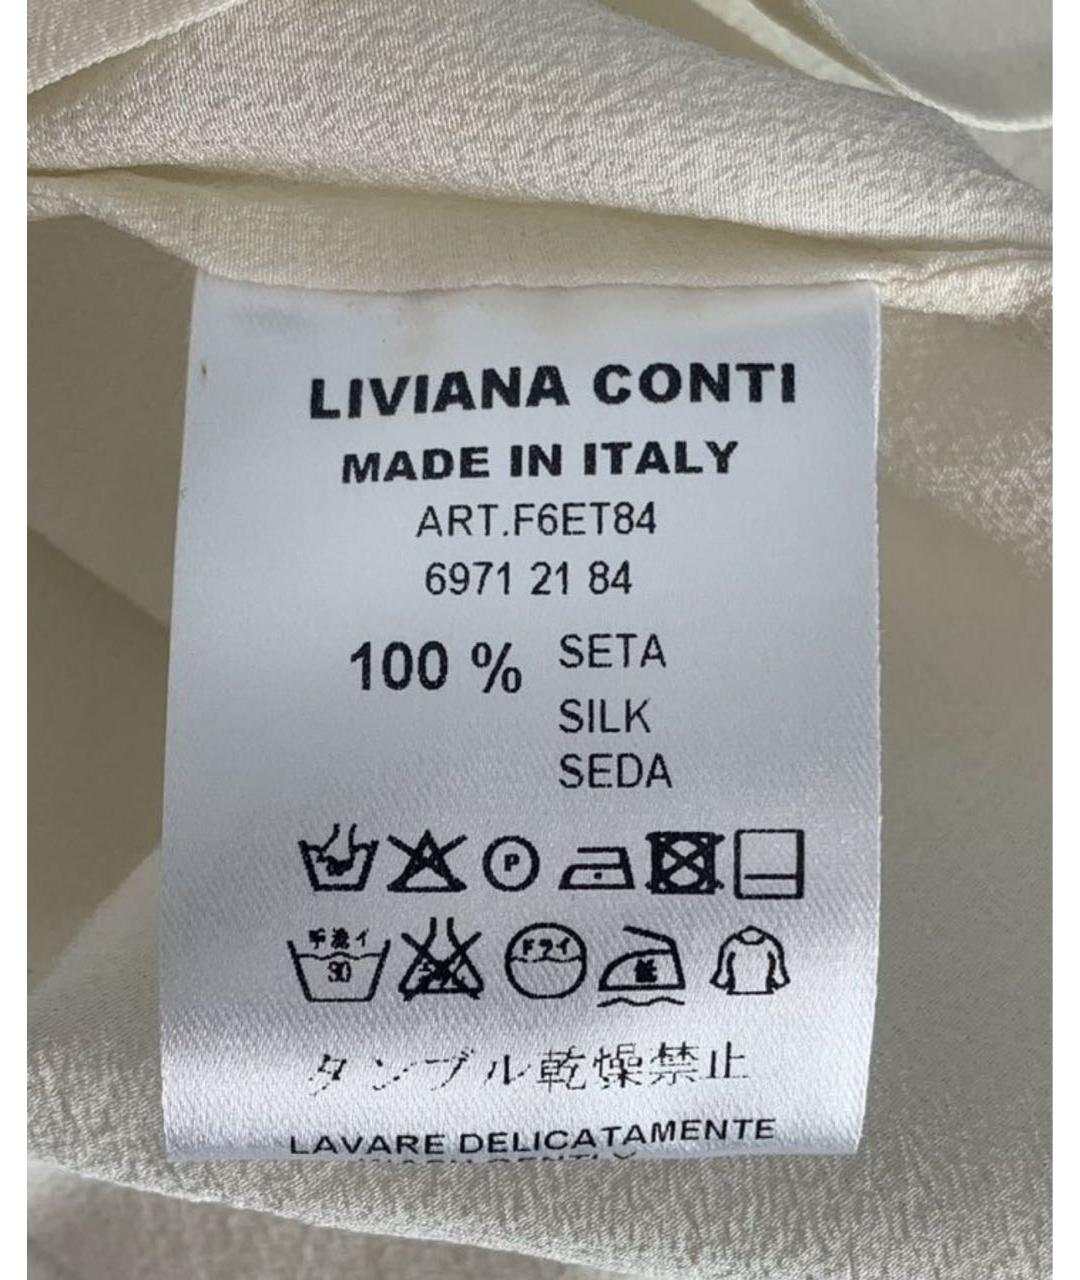 LIVIANA CONTI
MADE IN ITALY
ART.F6ET84
6971 21 84
100 % SETA
SILK
SEDA
P
手洗イ
30
ドライ
低
タンブル乾燥禁止
LAVARE DELICATAMENTE